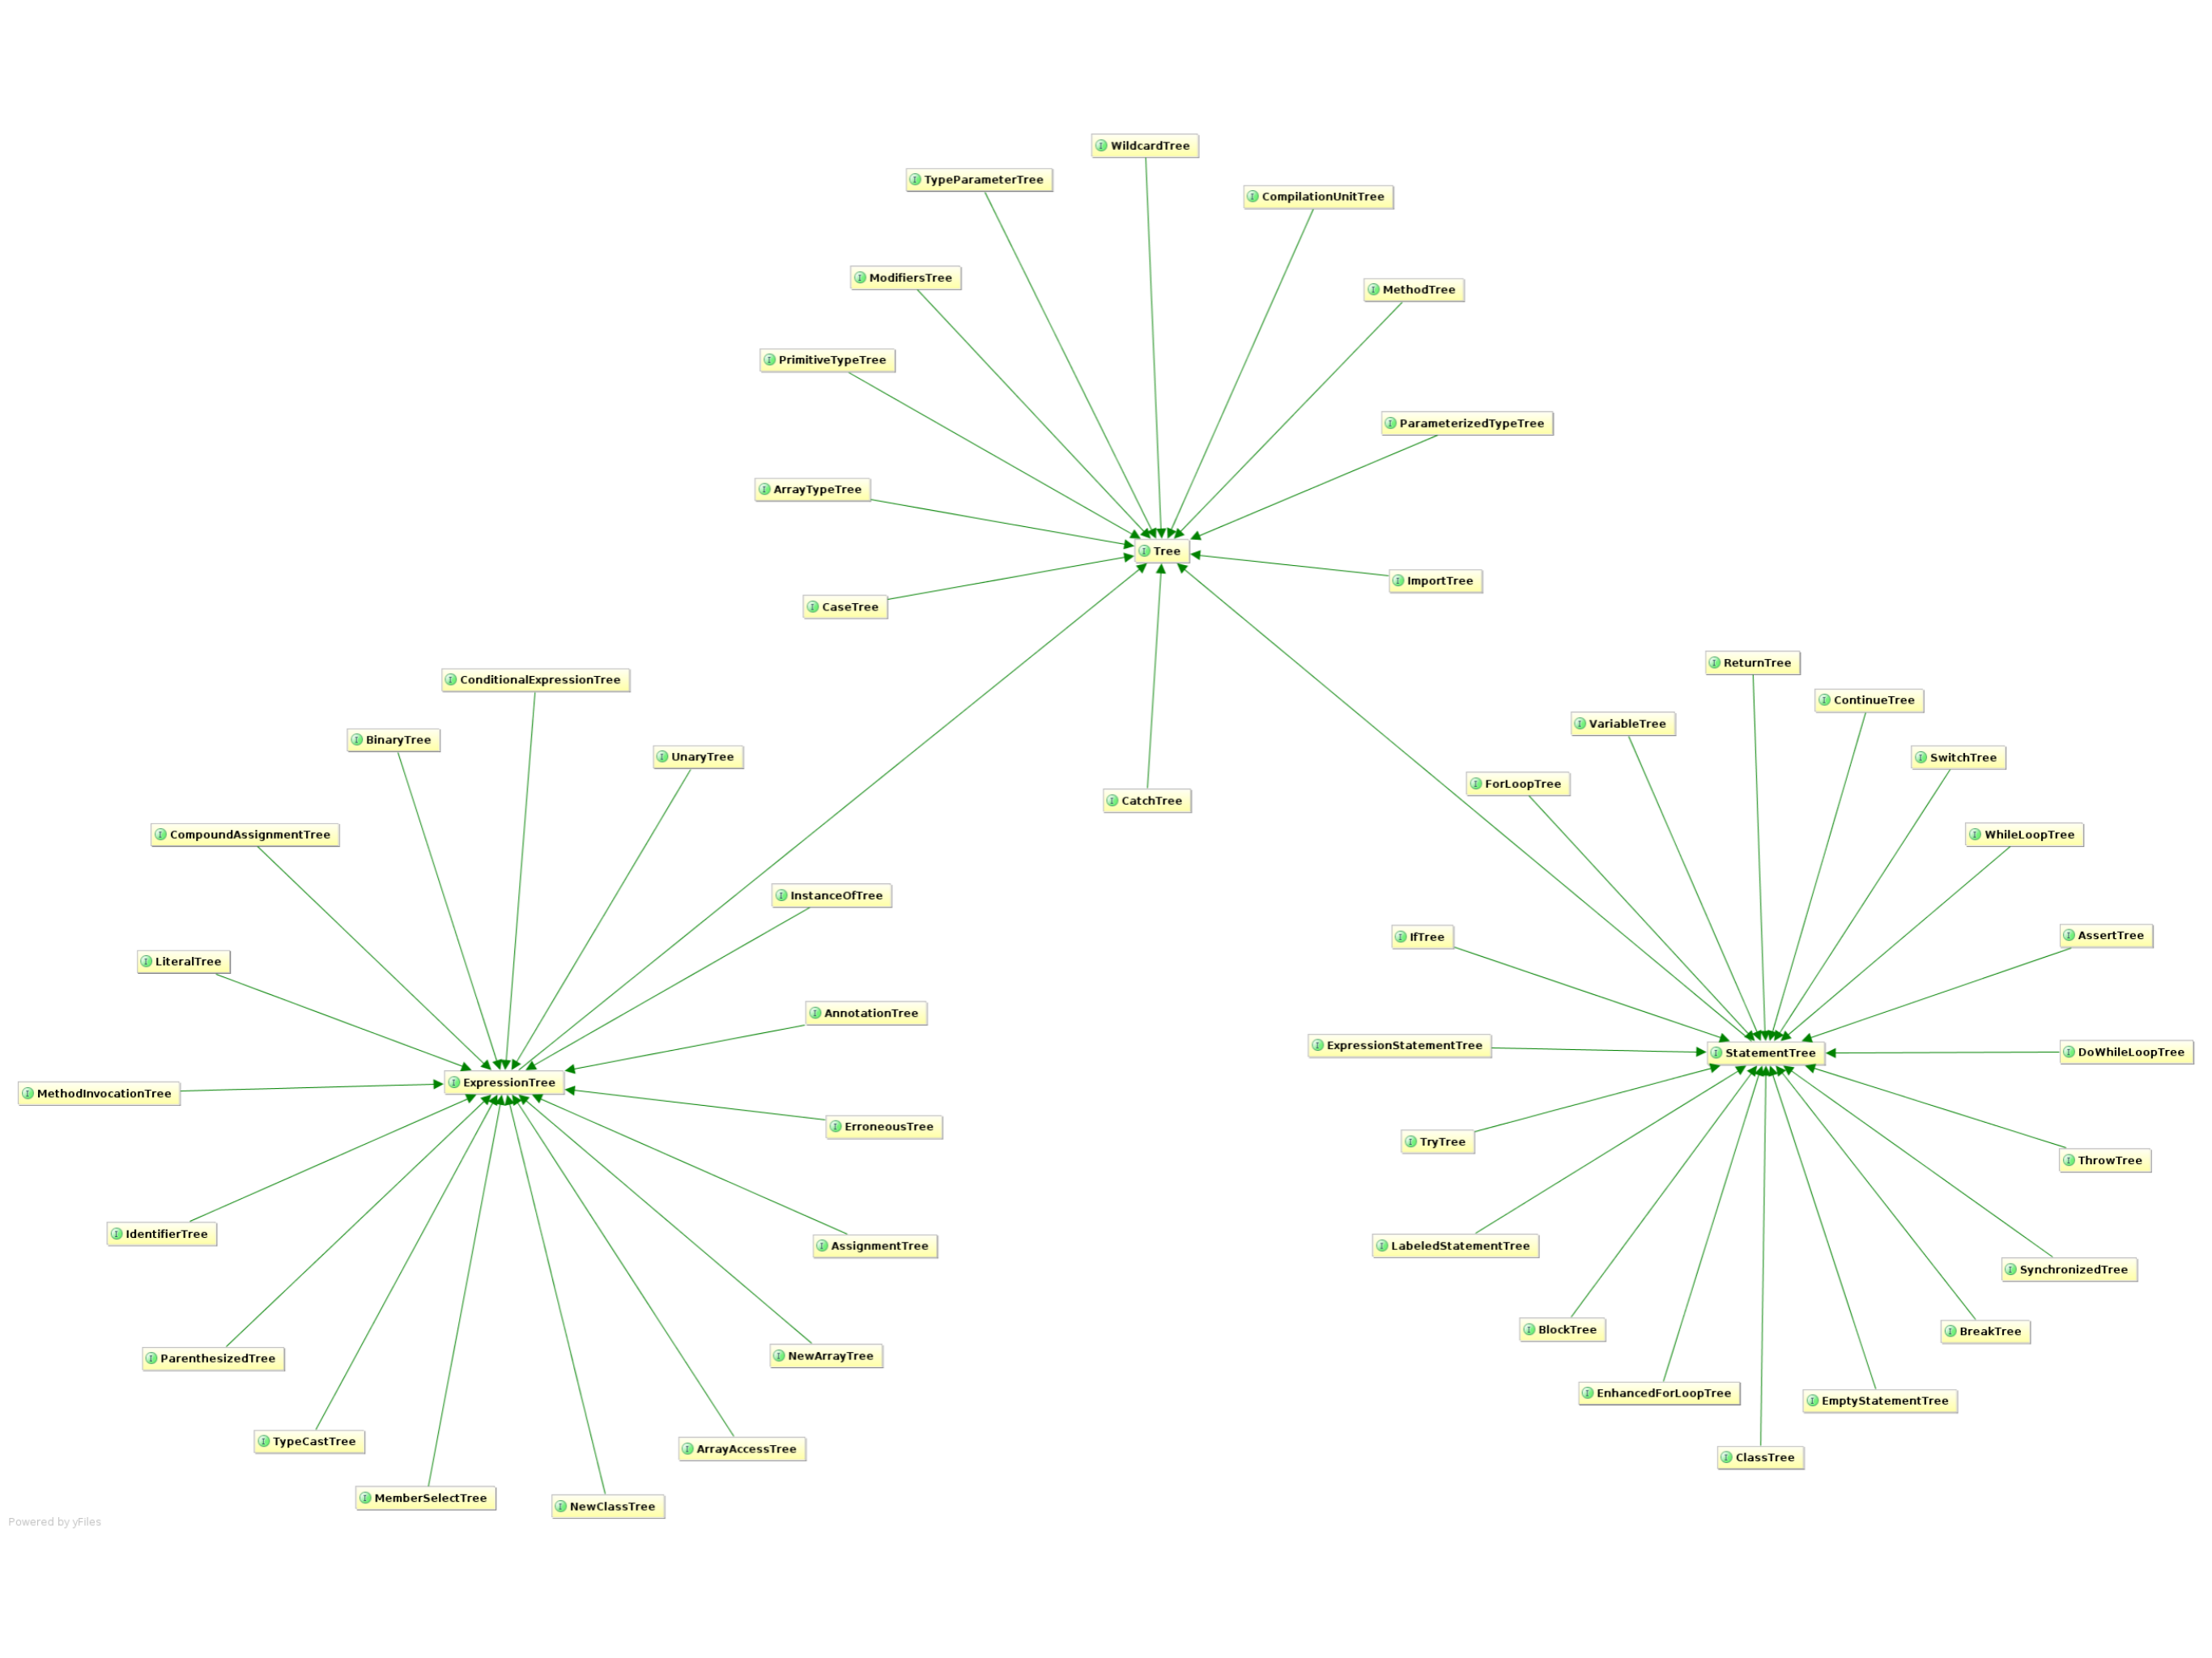 WildcardTree
TypeParameterTree
CompilationUnitTree
ModifiersTree
MethodTree
PrimitiveTypeTree
ParameterizedTypeTree
ArrayTypeTree
Tree
ImportTree
CaseTree
ReturnTree
ConditionalExpressionTree
ContinueTree
VariableTree
BinaryTree
UnaryTree
SwitchTree
ForLoopTree
CatchTree
CompoundAssignmentTree
WhileLoopTree
InstanceOfTree
IfTree
AssertTree
LiteralTree
AnnotationTree
ExpressionStatementTree
StatementTree
DoWhileLoopTree
ExpressionTree
MethodInvocationTree
ErroneousTree
TryTree
ThrowTree
IdentifierTree
AssignmentTree
LabeledStatementTree
SynchronizedTree
BlockTree
BreakTree
ParenthesizedTree
NewArrayTree
EnhancedForLoopTree
EmptyStatementTree
TypeCastTree
ArrayAccessTree
ClassTree
MemberSelectTree
NewClassTree
Powered by yFiles